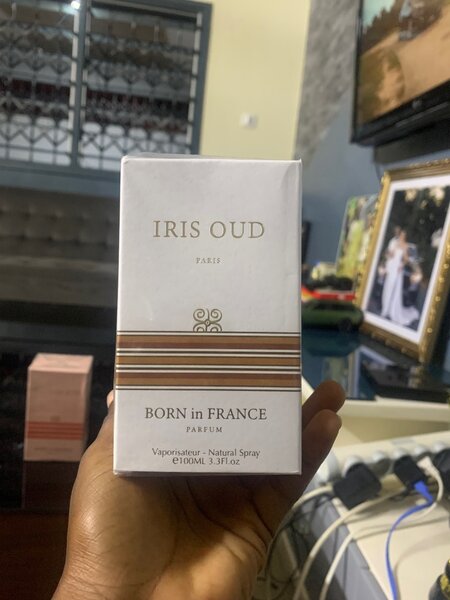 IRIS OUD
PARIS
BORN in FRANCE
PARFUM
Vaporisateur - Natural Spray
℮100ML 3.3Fl.oz